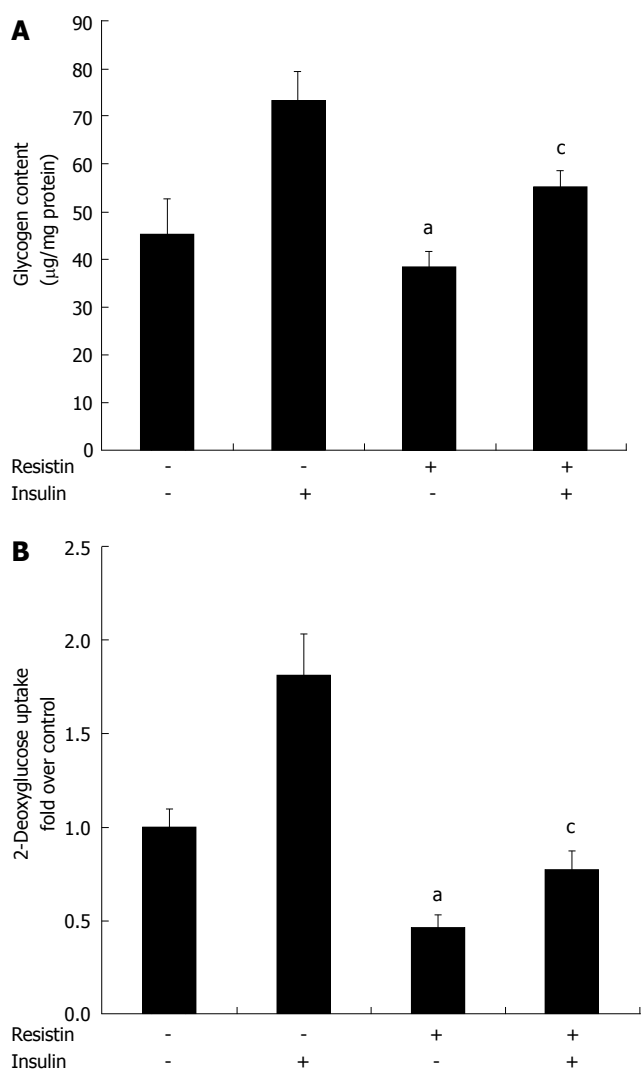 A
90
80
70
60
50
40
30
20
10
0
Glycogen content
(μg/mg protein)
a
c
Resistin - - + +
Insulin - + - +
B
2.5
2.0
1.5
1.0
0.5
0.0
2-Deoxyglucose uptake
fold over control
a
c
Resistin - - + +
Insulin - + - +